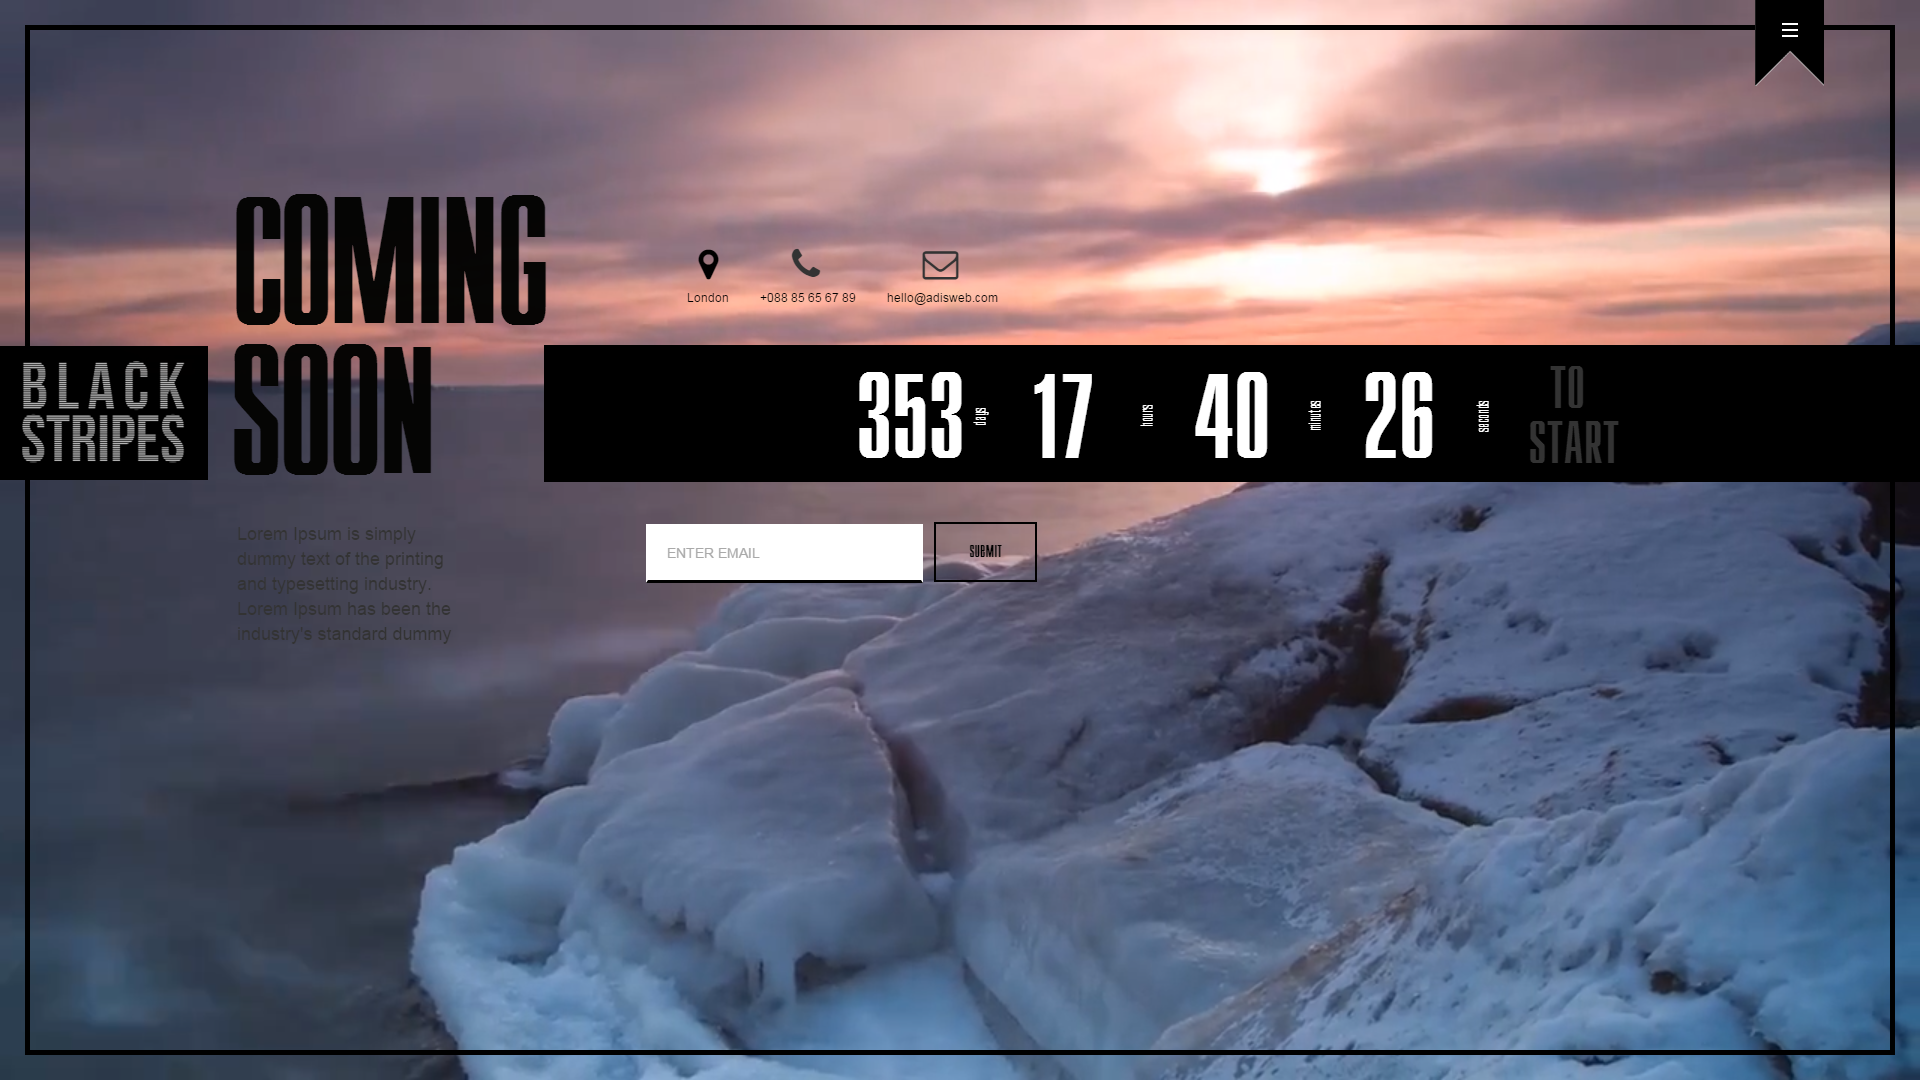 COMING
SOON
BLACK
STRIPES
London
+088 85 65 67 89
hello@adisweb.com
353 days 17 hours 40 minutes 26 seconds
TO
START
Lorem Ipsum is simply
dummy text of the printing
and typesetting industry.
Lorem Ipsum has been the
industry's standard dummy
ENTER EMAIL
SUBMIT